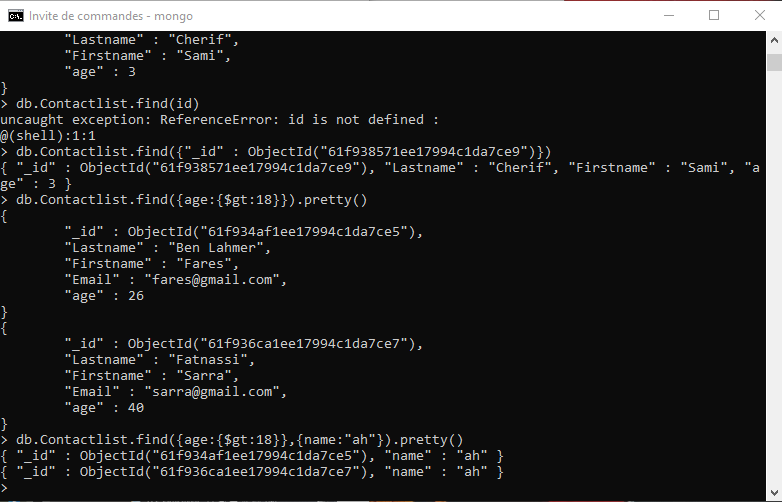 Invite de commandes - mongo
"Lastname" : "Cherif",
"Firstname" : "Sami",
"age" : 3
}
> db.Contactlist.find(id)
uncaught exception: ReferenceError: id is not defined :
@(shell):1:1
> db.Contactlist.find({"_id" : ObjectId("61f938571ee17994c1da7ce9")})
{ "_id" : ObjectId("61f938571ee17994c1da7ce9"), "Lastname" : "Cherif", "Firstname" : "Sami", "a
ge" : 3 }
> db.Contactlist.find({age:{$gt:18}}).pretty()
{
"_id" : ObjectId("61f934af1ee17994c1da7ce5"),
"Lastname" : "Ben Lahmer",
"Firstname" : "Fares",
"Email" : "fares@gmail.com",
"age" : 26
}
{
"_id" : ObjectId("61f936ca1ee17994c1da7ce7"),
"Lastname" : "Fatnassi",
"Firstname" : "Sarra",
"Email" : "sarra@gmail.com",
"age" : 40
}
> db.Contactlist.find({age:{$gt:18}},{name:"ah"}).pretty()
{ "_id" : ObjectId("61f934af1ee17994c1da7ce5"), "name" : "ah" }
{ "_id" : ObjectId("61f936ca1ee17994c1da7ce7"), "name" : "ah" }
>